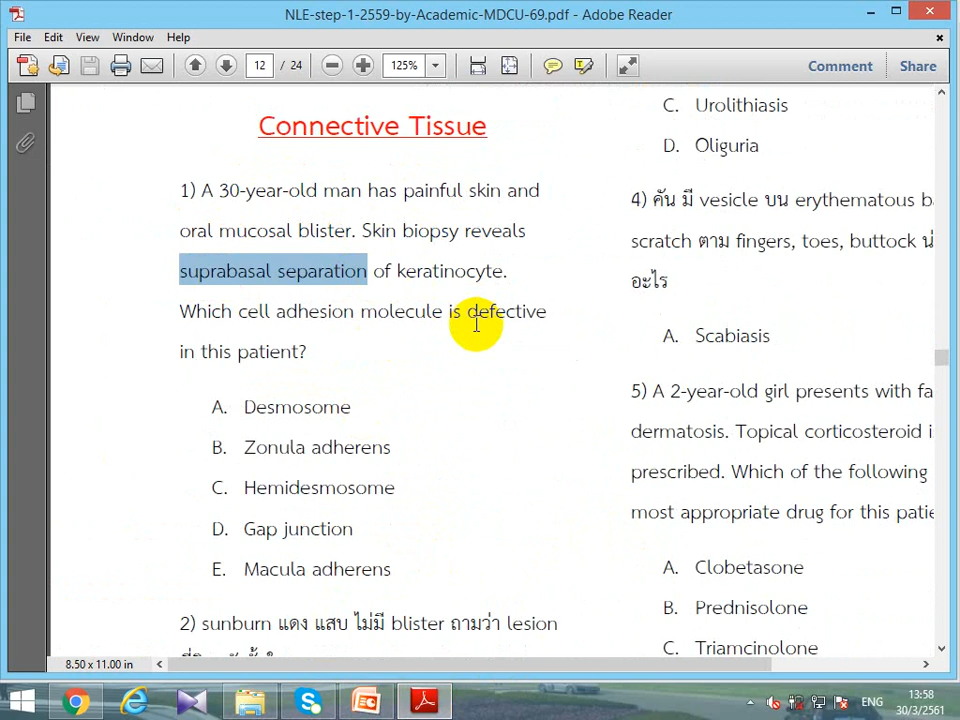 NLE-step-1-2559-by-Academic-MDCU-69.pdf - Adobe Reader
File Edit View Window Help
12 / 24 125% Comment Share
Connective Tissue
1) A 30-year-old man has painful skin and
oral mucosal blister. Skin biopsy reveals
suprabasal separation of keratinocyte.
Which cell adhesion molecule is defective
in this patient?
A. Desmosome
B. Zonula adherens
C. Hemidesmosome
D. Gap junction
E. Macula adherens
2) sunburn แดง แสบ ไม่มี blister ถามว่า lesion
C. Urolithiasis
D. Oliguria
4) คัน มี vesicle บน erythematous b
scratch ตาม fingers, toes, buttock น่
อะไร
A. Scabiasis
5) A 2-year-old girl presents with fa
dermatosis. Topical corticosteroid i
prescribed. Which of the following
most appropriate drug for this patie
A. Clobetasone
B. Prednisolone
C. Triamcinolone
8.50 x 11.00 in
ENG
13:58
30/3/2561